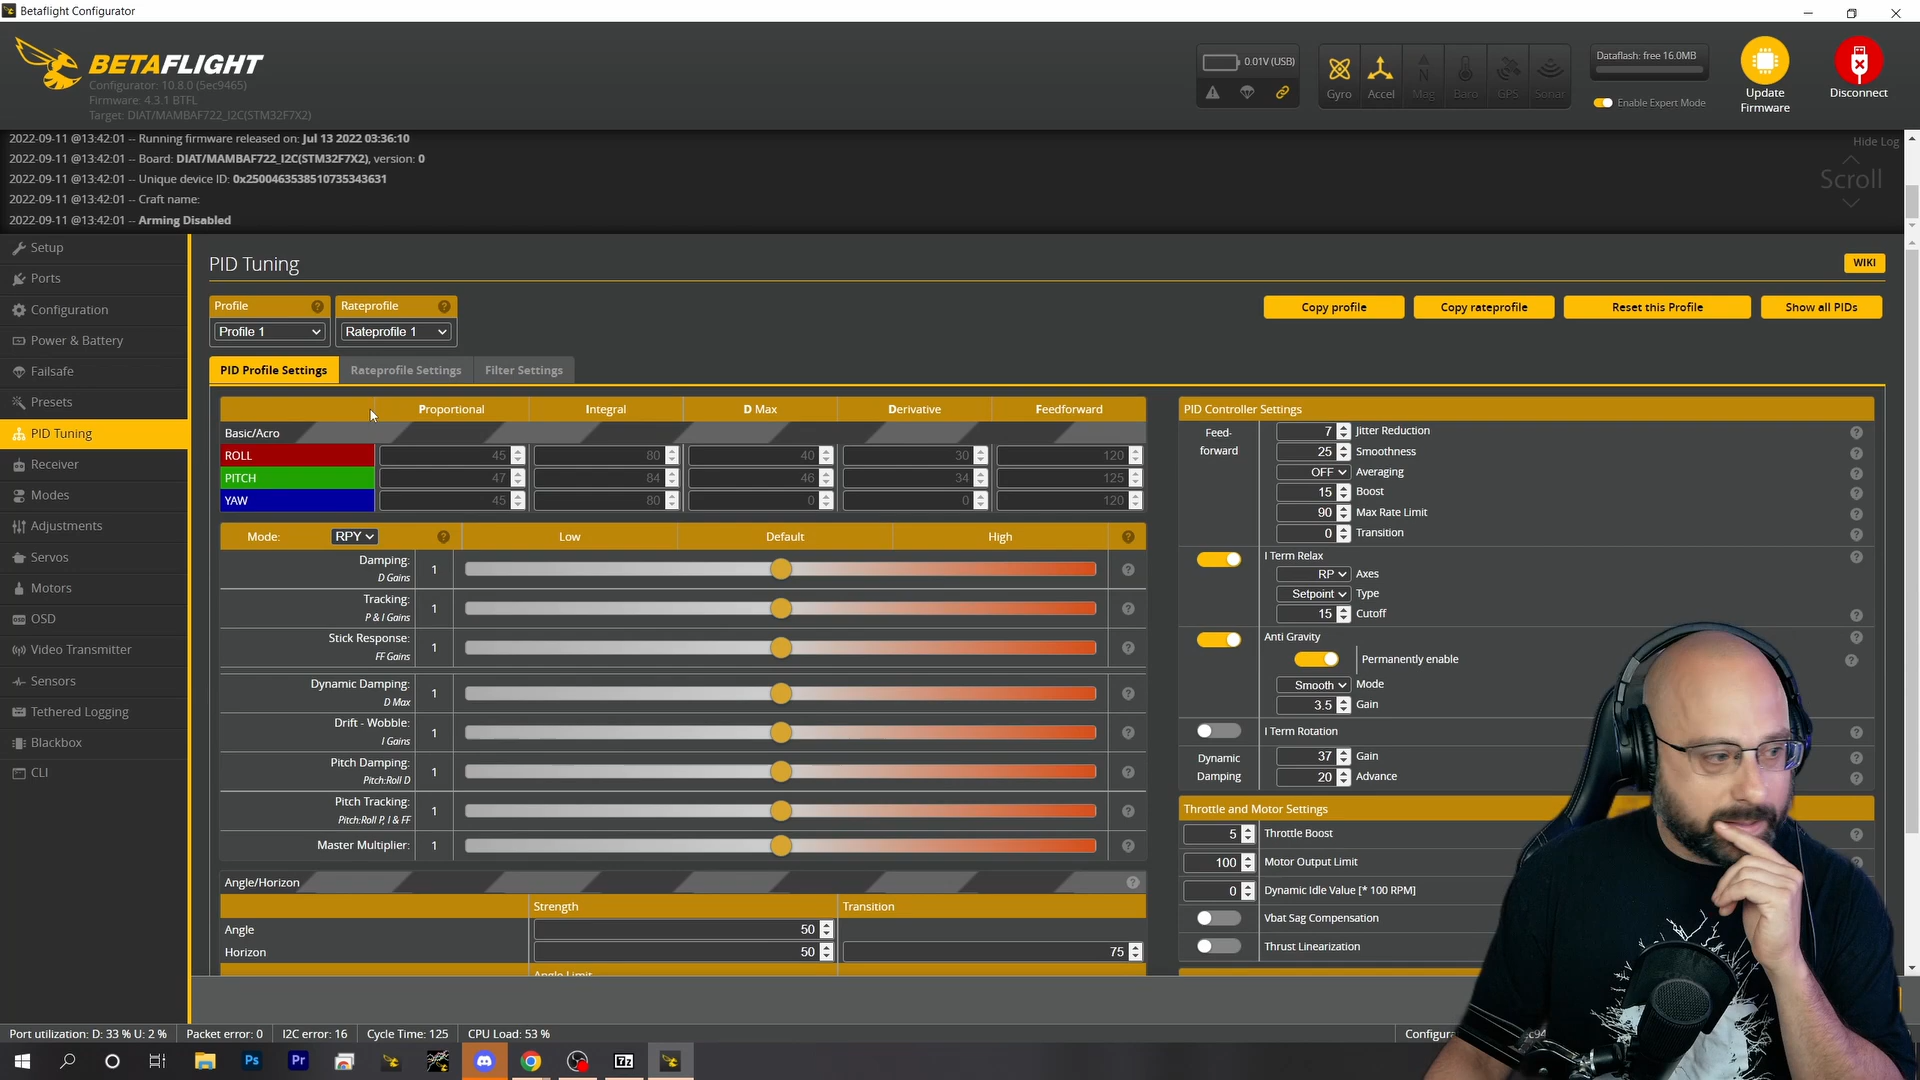 Betaflight Configurator
BETAFLIGHT
Configurator: 10.8.0 (5ec9465)
Firmware: 4.3.1 BTFL
Target: DIAT/MAMBAF722_I2C(STM32F7X2)
0.01V (USB)
Gyro
Accel
Mag
Baro
GPS
Sonar
Dataflash: free 16.0MB
Enable Expert Mode
Update Firmware
Disconnect
2022-09-11 @13:42:01 -- Running firmware released on: Jul 13 2022 03:36:10
2022-09-11 @13:42:01 -- Board: DIAT/MAMBAF722_I2C(STM32F7X2), version: 0
2022-09-11 @13:42:01 -- Unique device ID: 0x2500463538510735343631
2022-09-11 @13:42:01 -- Craft name:
2022-09-11 @13:42:01 -- Arming Disabled
Hide Log
Scroll
Setup
Ports
Configuration
Power & Battery
Failsafe
Presets
PID Tuning
Receiver
Modes
Adjustments
Servos
Motors
OSD
Video Transmitter
Sensors
Tethered Logging
Blackbox
CLI
PID Tuning
WIKI
Profile
Rateprofile
Profile 1
Rateprofile 1
Copy profile
Copy rateprofile
Reset this Profile
Show all PIDs
PID Profile Settings
Rateprofile Settings
Filter Settings
Proportional Integral D Max Derivative Feedforward
Basic/Acro
ROLL 45 80 40 30 120
PITCH 47 84 46 34 125
YAW 45 80 0 0 120
Mode: RPY Low Default High
Damping: 1
D Gains
Tracking: 1
P & I Gains
Stick Response: 1
FF Gains
Dynamic Damping: 1
D Max
Drift - Wobble: 1
I Gains
Pitch Damping: 1
Pitch:Roll D
Pitch Tracking: 1
Pitch:Roll P, I & FF
Master Multiplier: 1
Angle/Horizon
Strength Transition
Angle 50
Horizon 50 75
Angle Limit
PID Controller Settings
Feed-forward
7 Jitter Reduction
25 Smoothness
OFF Averaging
15 Boost
90 Max Rate Limit
0 Transition
I Term Relax
RP Axes
Setpoint Type
15 Cutoff
Anti Gravity
Permanently enable
Smooth Mode
3.5 Gain
I Term Rotation
Dynamic Damping
37 Gain
20 Advance
Throttle and Motor Settings
5 Throttle Boost
100 Motor Output Limit
0 Dynamic Idle Value [* 100 RPM]
Vbat Sag Compensation
Thrust Linearization
Port utilization: D: 33 % U: 2 %
Packet error: 0
I2C error: 16
Cycle Time: 125
CPU Load: 53 %
Ps
Pr
7z